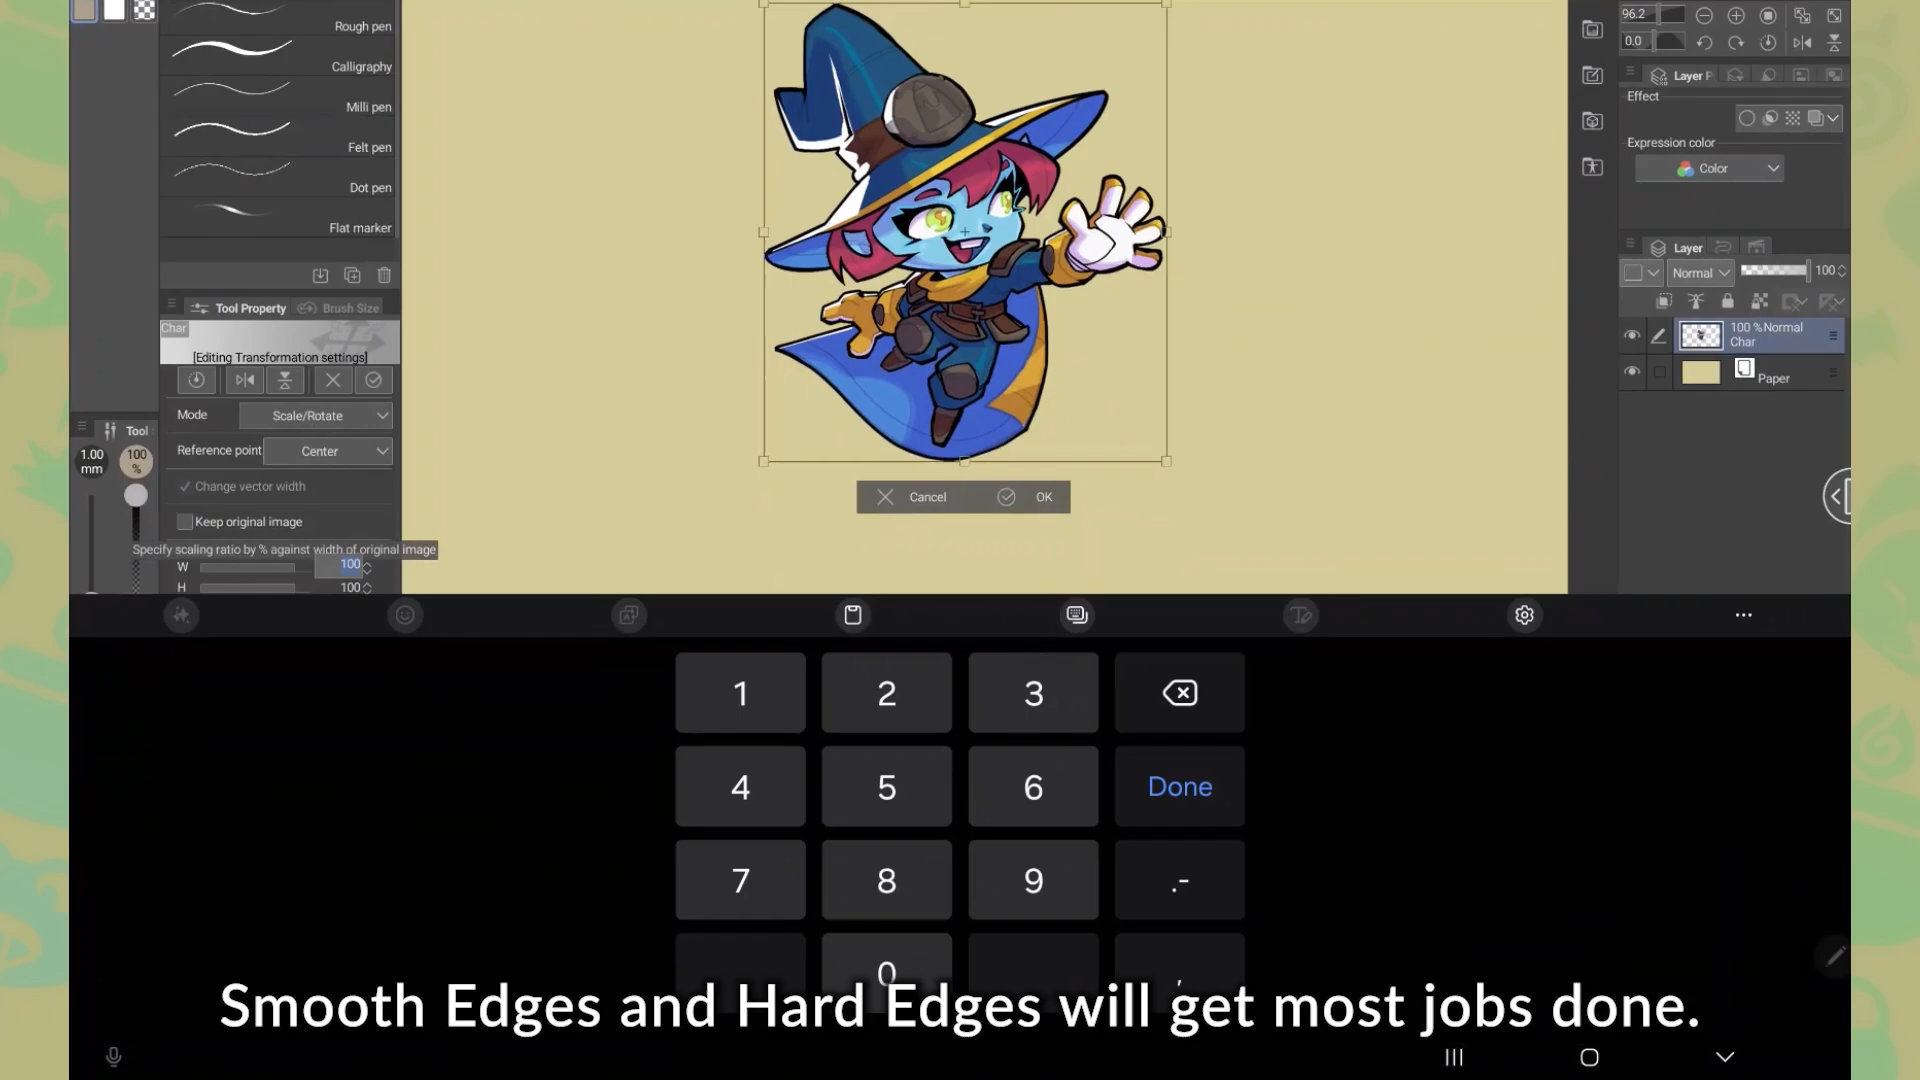 Rough pen
Calligraphy
Milli pen
Felt pen
Dot pen
Flat marker
Tool Property
Brush Size
Char
[Editing Transformation settings]
Mode
Scale/Rotate
Reference point
Center
Change vector width
Keep original image
Specify scaling ratio by % against width of original image
W
100
H
100
Tool
1.00
mm
100
%
Cancel
OK
96.2
0.0
Layer P
Effect
Expression color
Color
Layer
Normal
100
100 %Normal
Char
Paper
1
2
3
4
5
6
Done
7
8
9
.-
0
,
Smooth Edges and Hard Edges will get most jobs done.